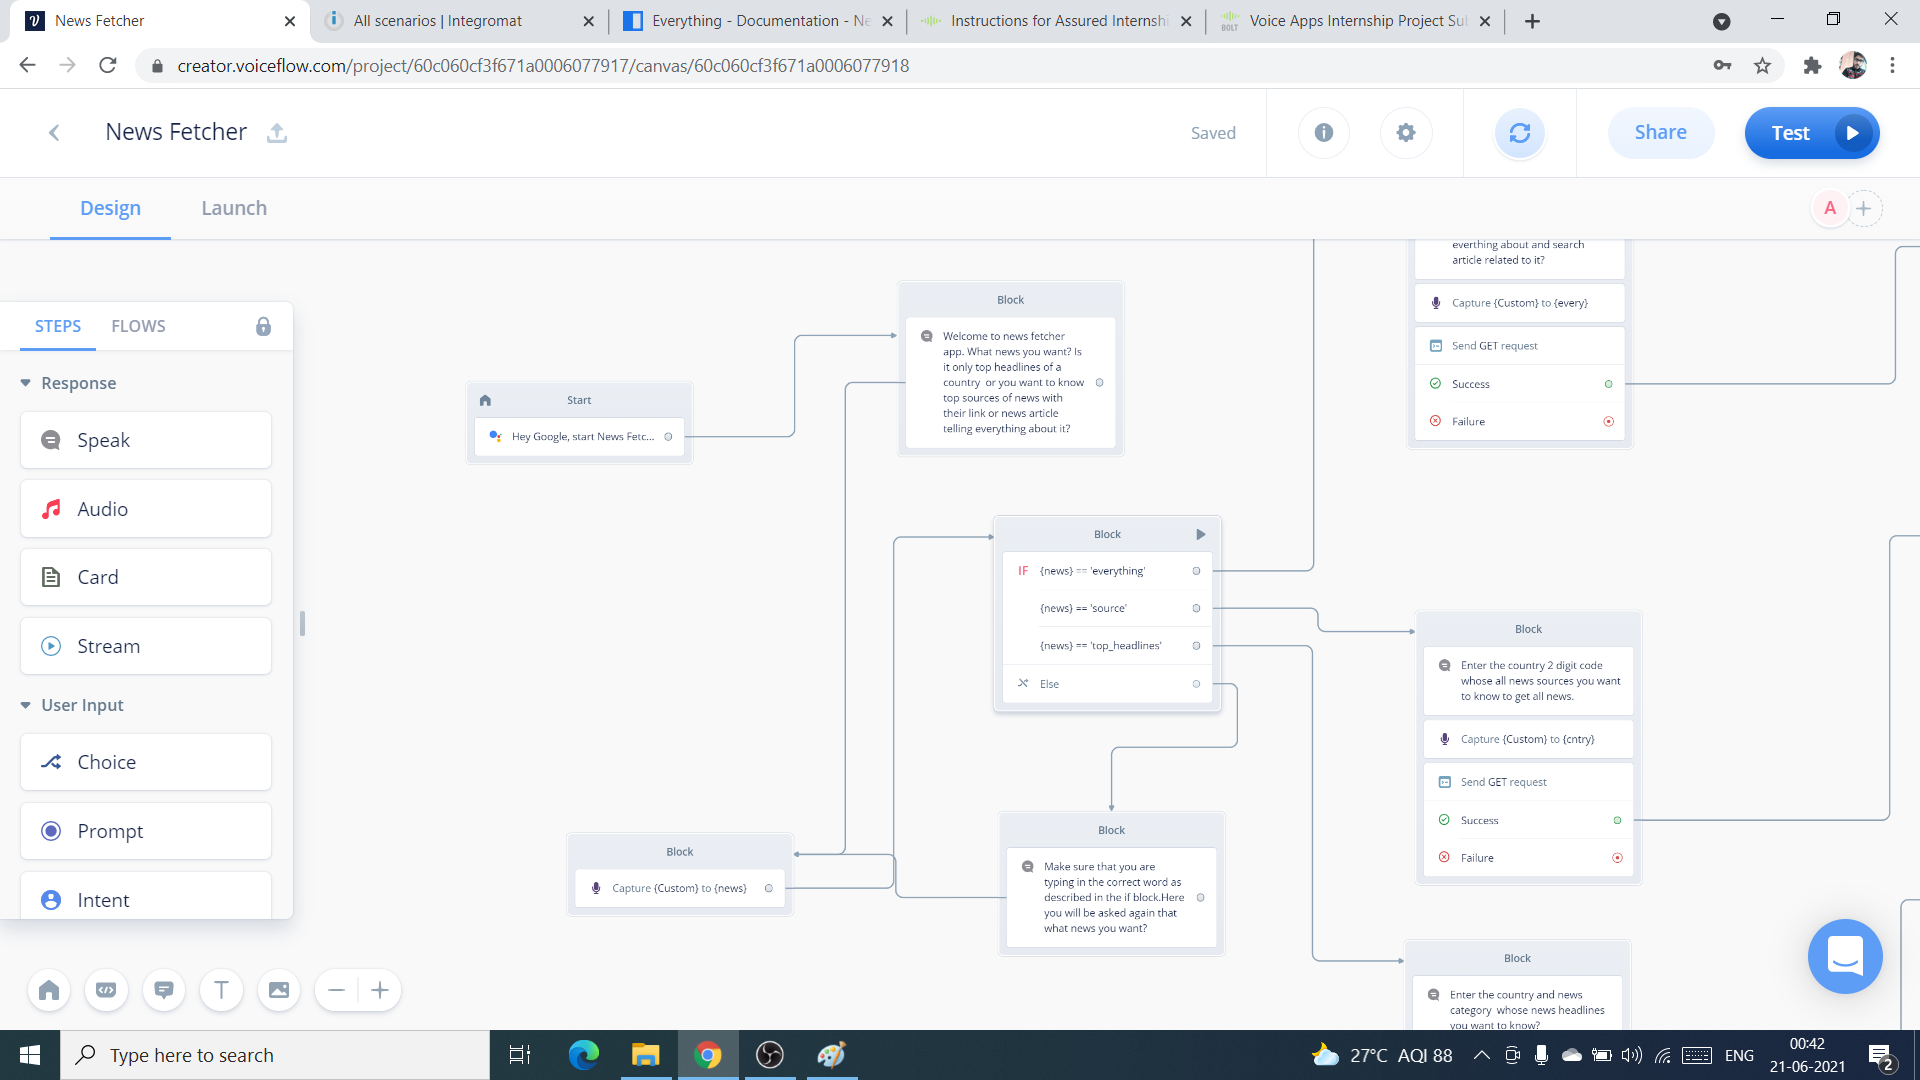 News Fetcher
All scenarios | Integromat
Everything - Documentation - Ne
Instructions for Assured Internshi
BOLT
Voice Apps Internship Project Su
creator.voiceflow.com/project/60c060cf3f671a0006077917/canvas/60c060cf3f671a0006077918
News Fetcher
Saved
Share
Test
Design
Launch
A
STEPS
FLOWS
Response
Speak
Audio
Card
Stream
User Input
Choice
Prompt
Intent
Start
Hey Google, start News Fetc...
Block
Welcome to news fetcher
app. What news you want? Is
it only top headlines of a
country or you want to know
top sources of news with
their link or news article
telling everything about it?
Block
IF {news} == 'everything'
{news} == 'source'
{news} == 'top_headlines'
Else
Block
Capture {Custom} to {news}
Block
Make sure that you are
typing in the correct word as
described in the if block.Here
you will be asked again that
what news you want?
everthing about and search
article related to it?
Capture {Custom} to {every}
Send GET request
Success
Failure
Block
Enter the country 2 digit code
whose all news sources you want
to know to get all news.
Capture {Custom} to {cntry}
Send GET request
Success
Failure
Block
Enter the country and news
category whose news headlines
you want to know?
Type here to search
27°C AQI 88
ENG
00:42
21-06-2021
2